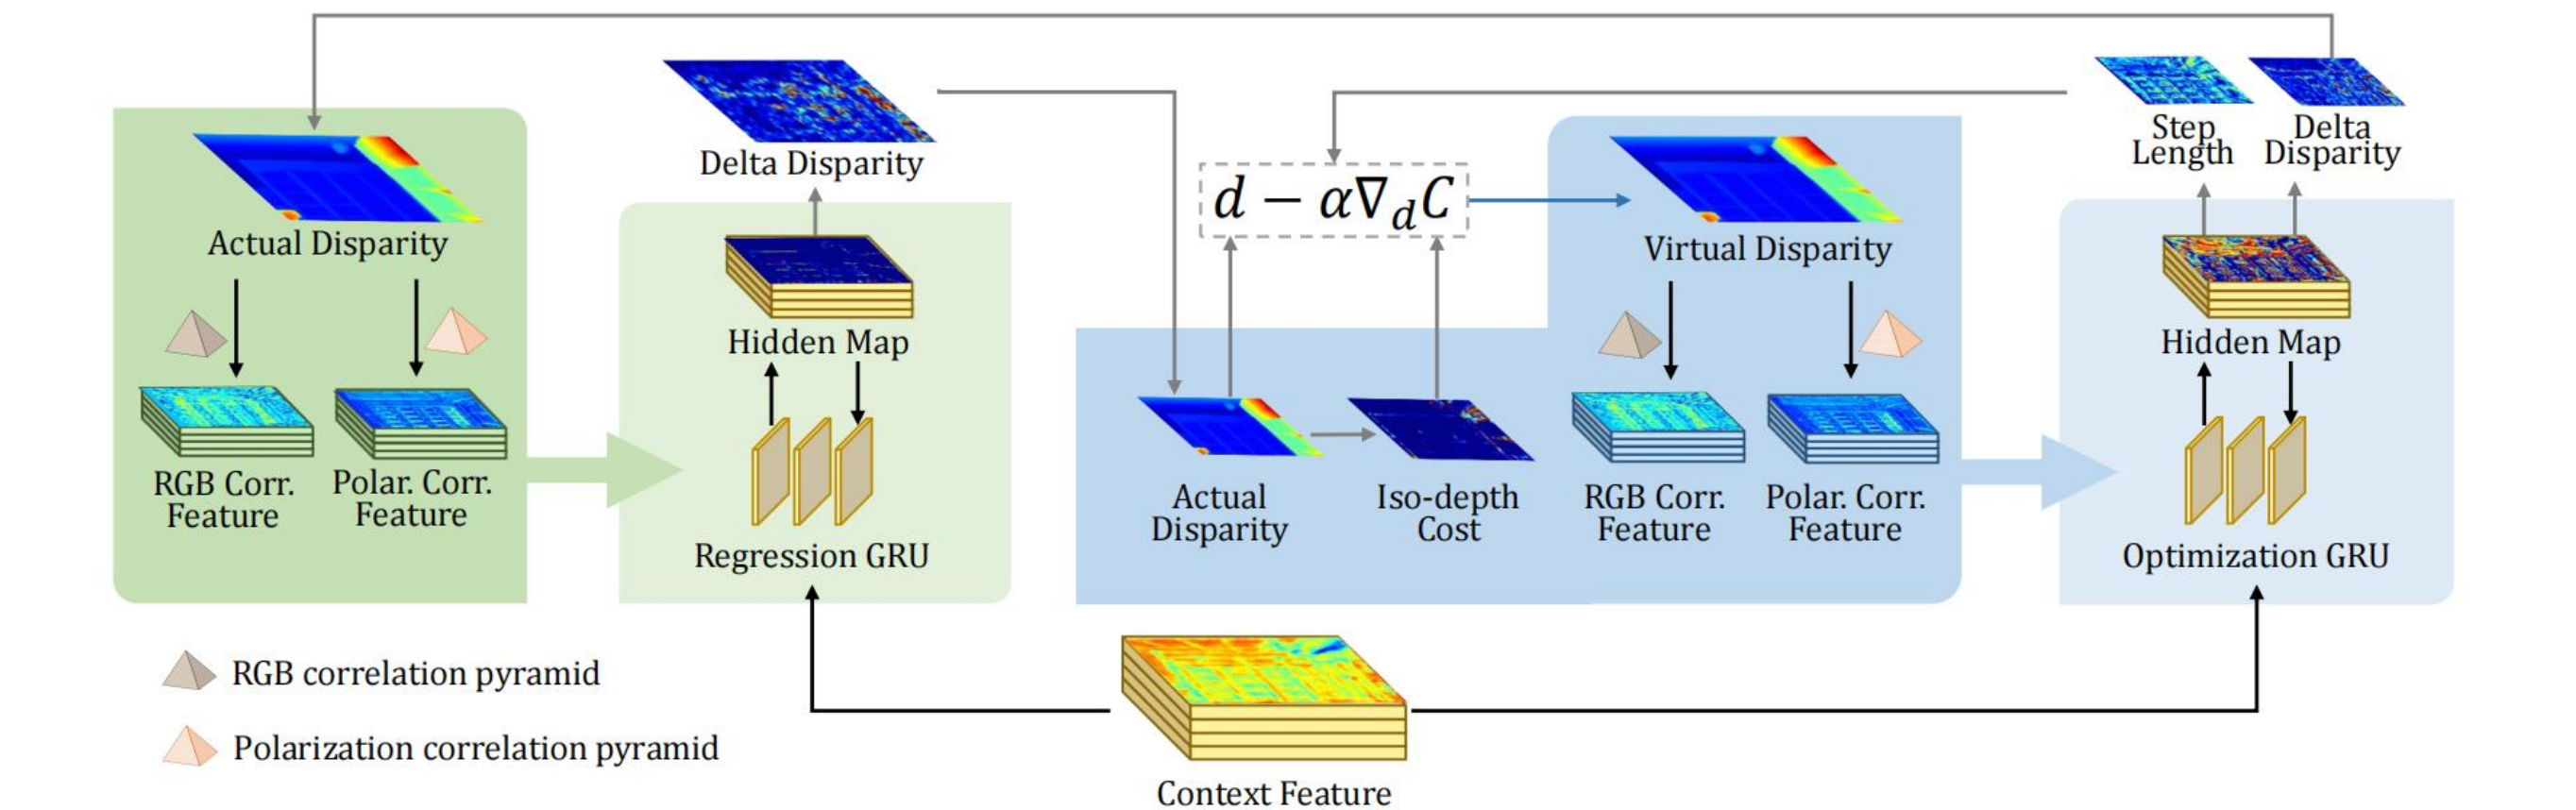 Actual Disparity
RGB Corr.
Feature
Polar. Corr.
Feature
Delta Disparity
Hidden Map
Regression GRU
d − α∇dC
Actual
Disparity
Iso-depth
Cost
Virtual Disparity
RGB Corr.
Feature
Polar. Corr.
Feature
Step
Length
Delta
Disparity
Hidden Map
Optimization GRU
RGB correlation pyramid
Polarization correlation pyramid
Context Feature